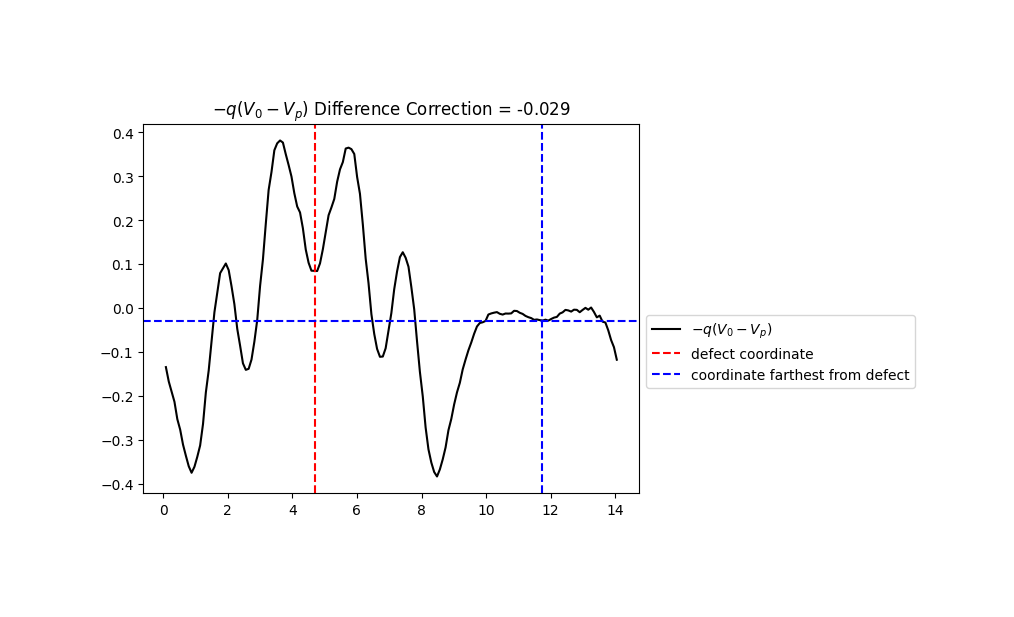 −q(V₀ − Vₚ) Difference Correction = -0.029
0.4
0.3
0.2
0.1
0.0
−0.1
−0.2
−0.3
−0.4
0 2 4 6 8 10 12 14
−q(V₀ − Vₚ)
defect coordinate
coordinate farthest from defect